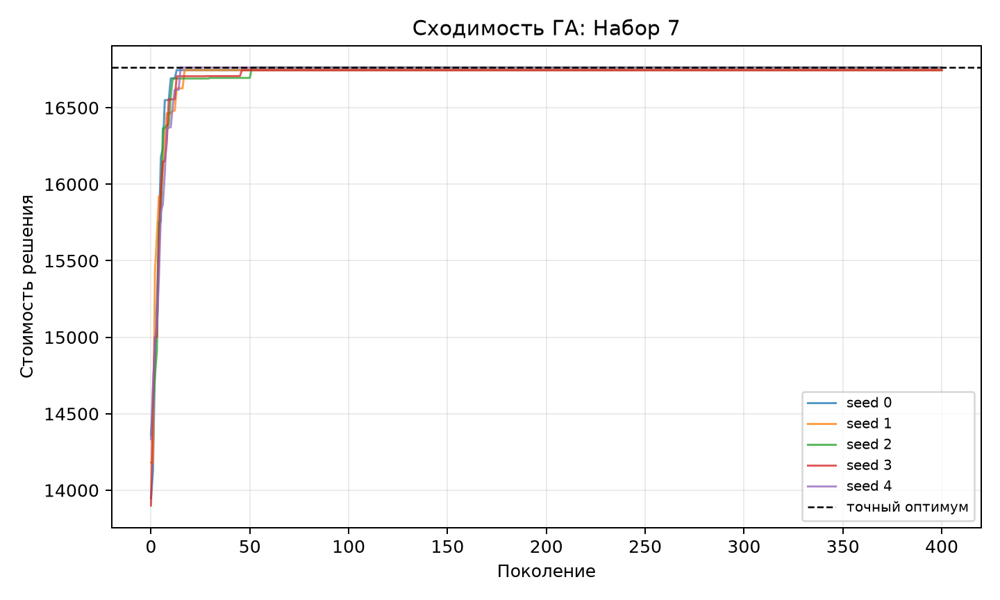 Сходимость ГА: Набор 7
Стоимость решения
16500
16000
15500
15000
14500
14000
0 50 100 150 200 250 300 350 400
Поколение
seed 0
seed 1
seed 2
seed 3
seed 4
точный оптимум